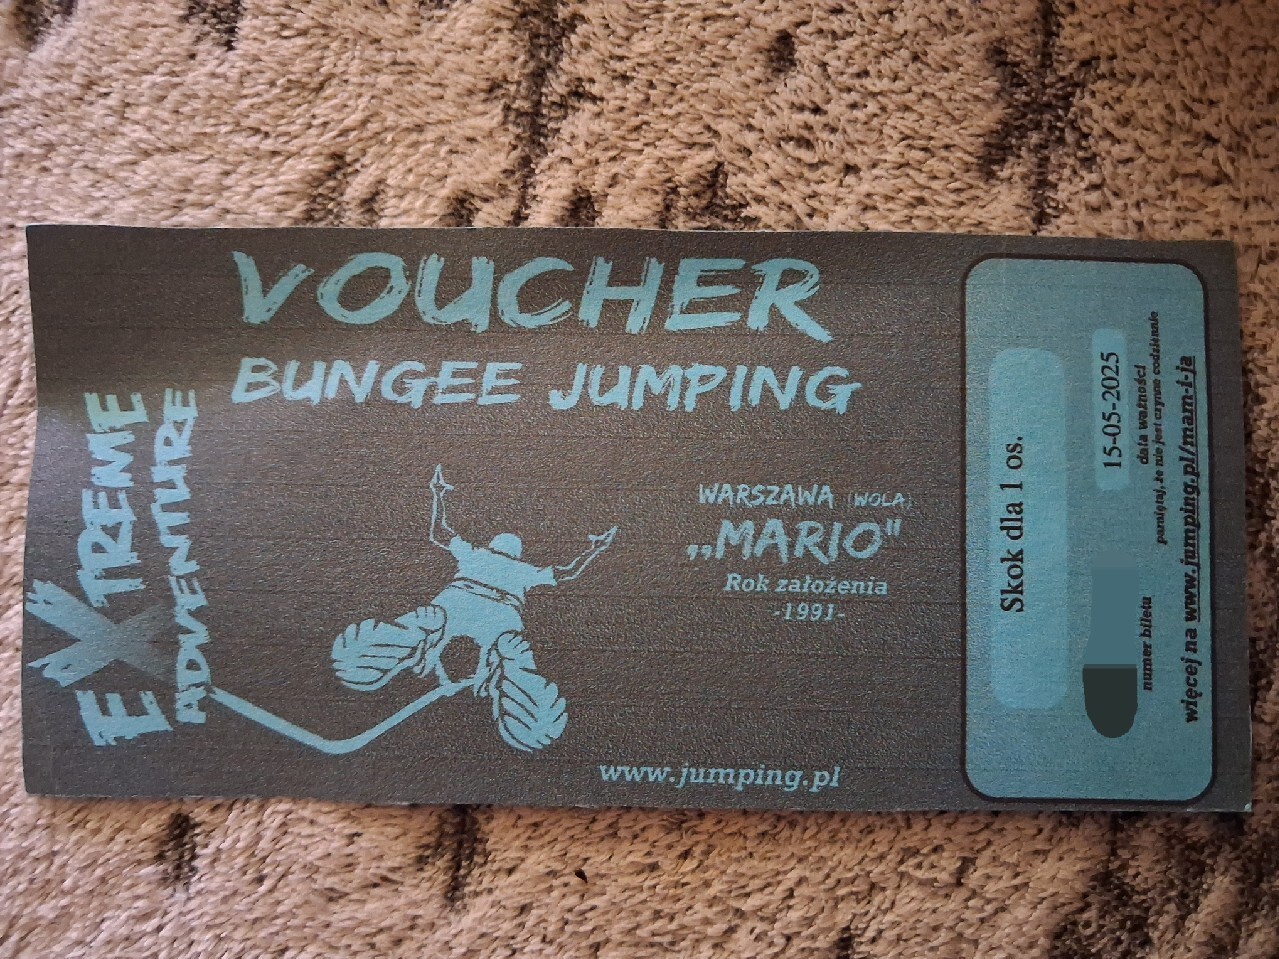 EXTREME
ADVENTURE
VOUCHER
BUNGEE JUMPING
WARSZAWA (WOLA)
„MARIO"
Rok założenia
-1991-
www.jumping.pl
Skok dla 1 os.
15-05-2025
numer biletu data ważności
pamiętaj, że nie jest czynne codziennie
więcej na www.jumping.pl/mam-i-ja